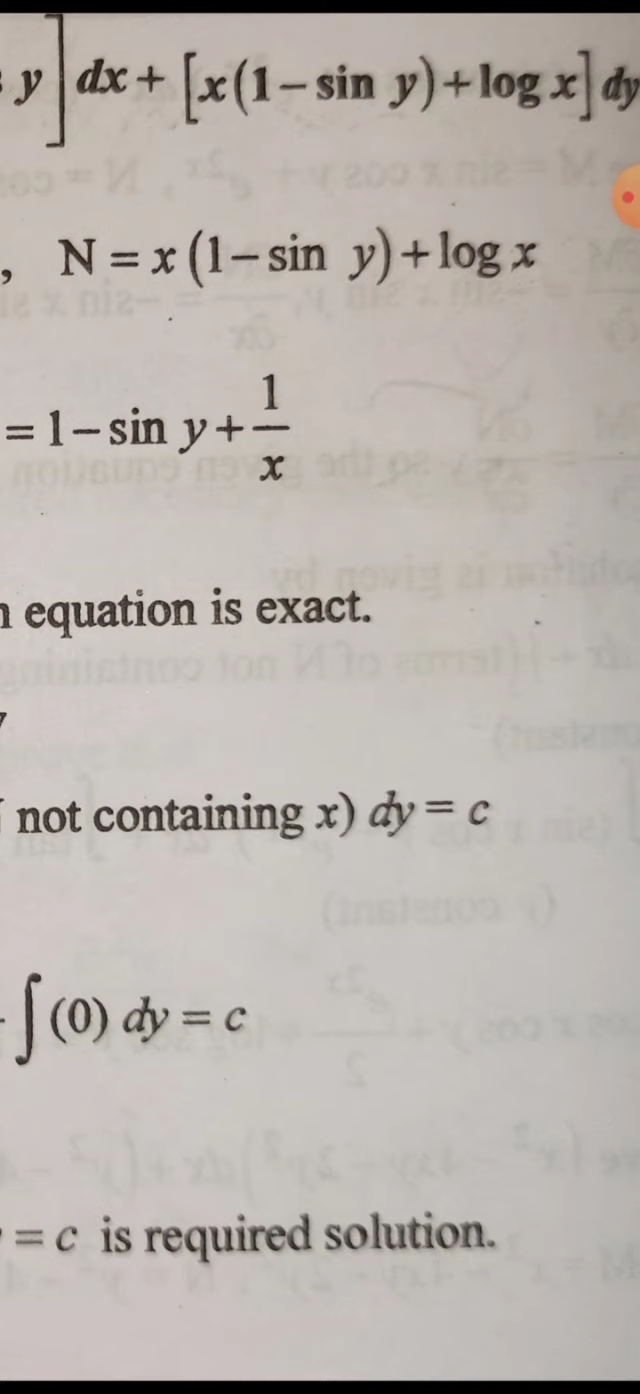 y] dx + [x(1 – sin y) + log x] dy
, N = x (1 – sin y) + log x
= 1 – sin y + 1/x
equation is exact.
not containing x) dy = c
∫(0) dy = c
= c is required solution.